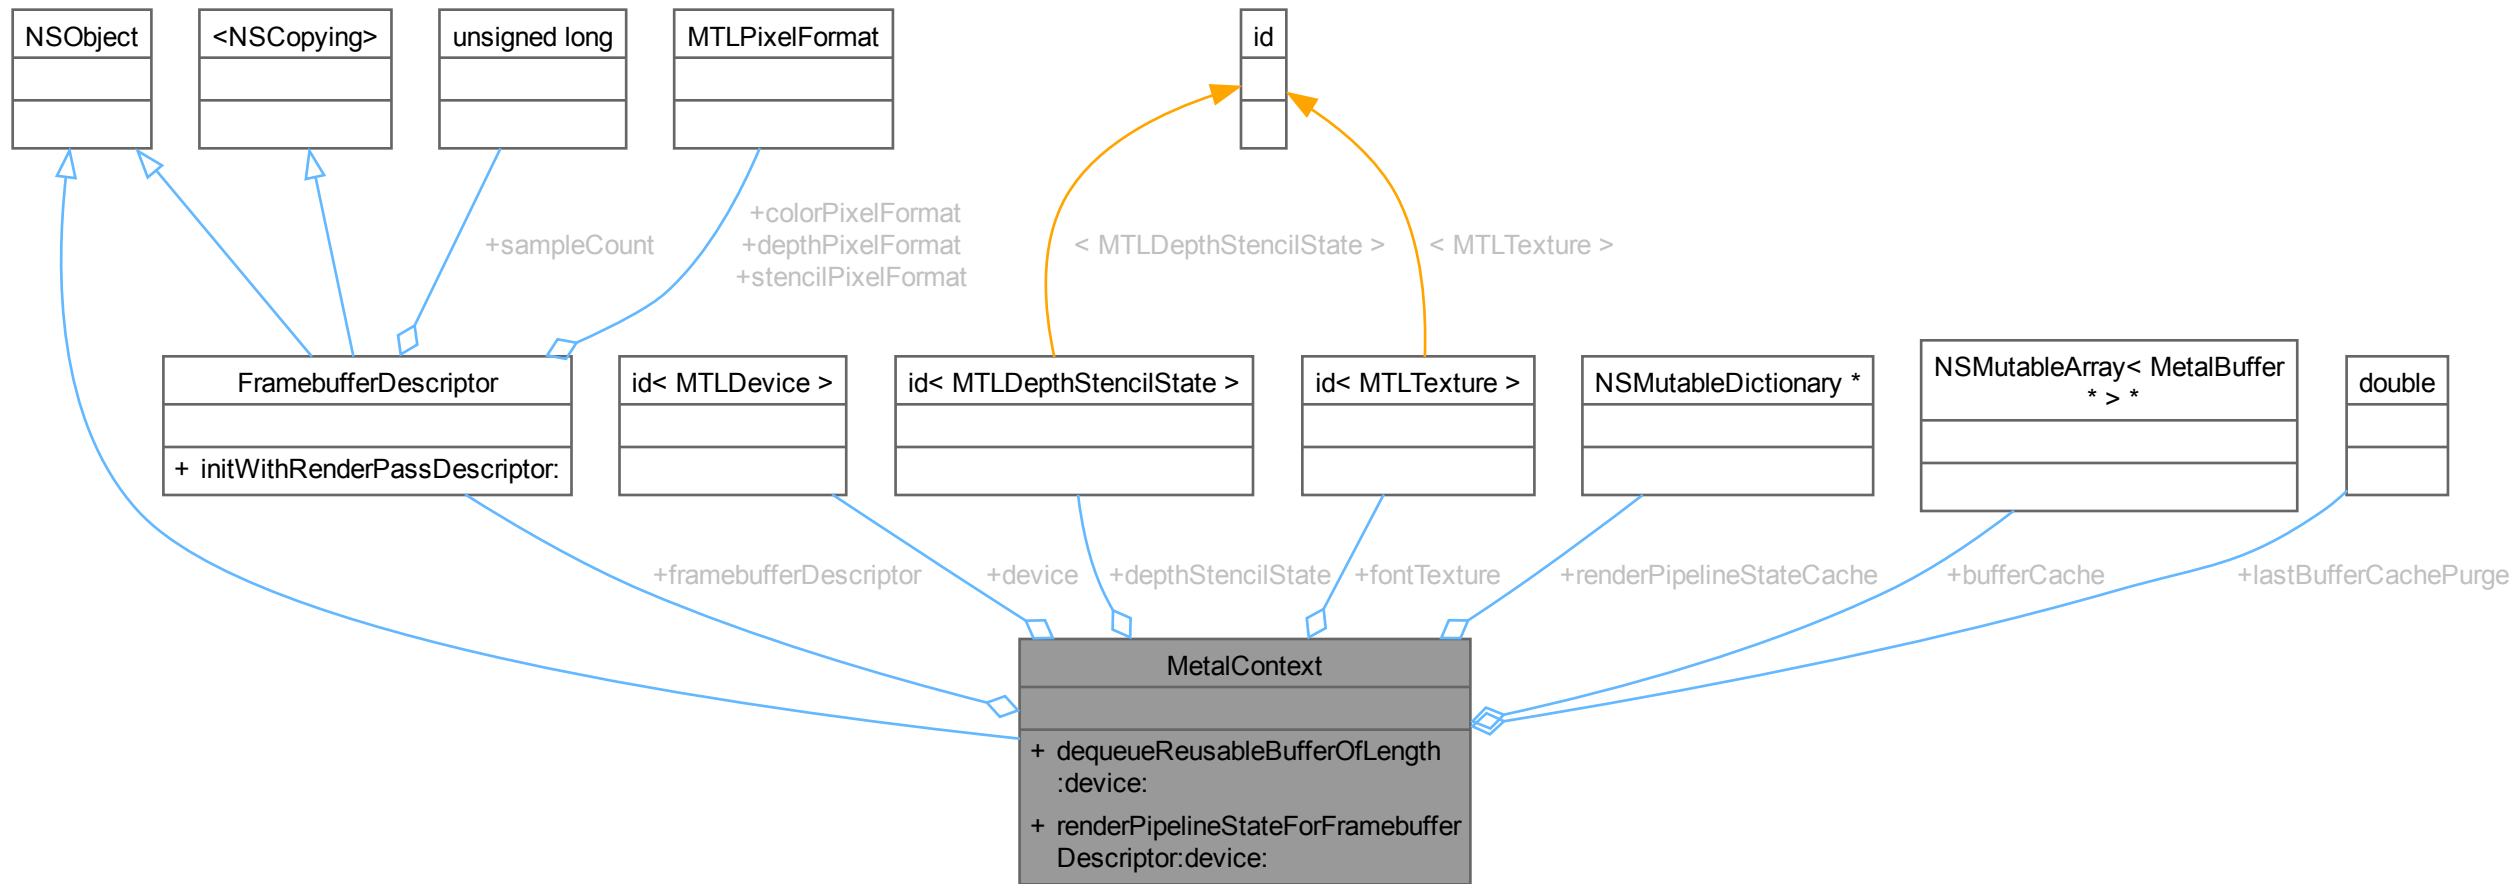 NSObject
<NSCopying>
unsigned long
MTLPixelFormat
id
+colorPixelFormat
+sampleCount
+depthPixelFormat
+stencilPixelFormat
< MTLDepthStencilState >
< MTLTexture >
FramebufferDescriptor
+ initWithRenderPassDescriptor:
id< MTLDevice >
id< MTLDepthStencilState >
id< MTLTexture >
NSMutableDictionary *
NSMutableArray< MetalBuffer
* > *
double
+framebufferDescriptor
+device
+depthStencilState
+fontTexture
+renderPipelineStateCache
+bufferCache
+lastBufferCachePurge
MetalContext
+ dequeueReusableBufferOfLength
:device:
+ renderPipelineStateForFramebuffer
Descriptor:device: